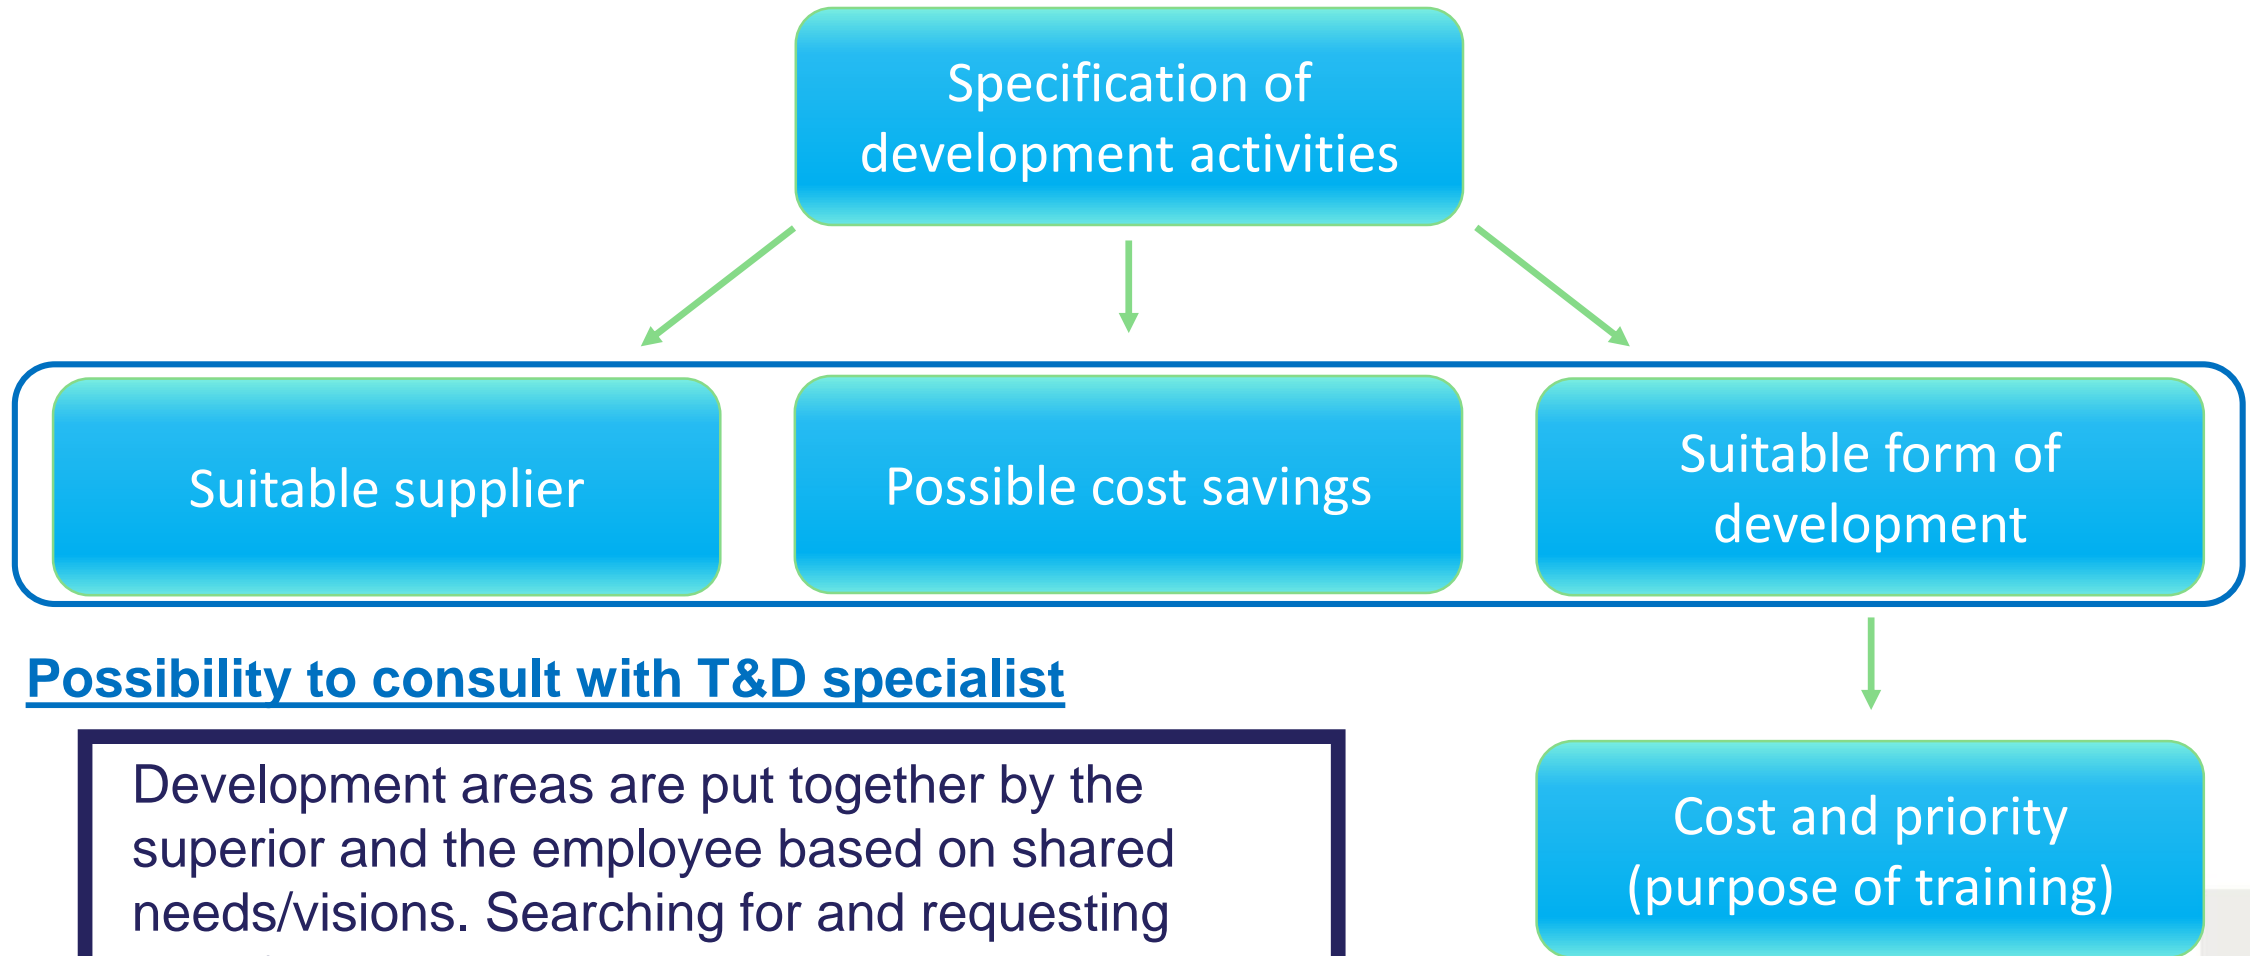 Specification of
development activities
Suitable supplier
Possible cost savings
Suitable form of
development
Possibility to consult with T&D specialist
Development areas are put together by the
superior and the employee based on shared
needs/visions. Searching for and requesting
Cost and priority
(purpose of training)